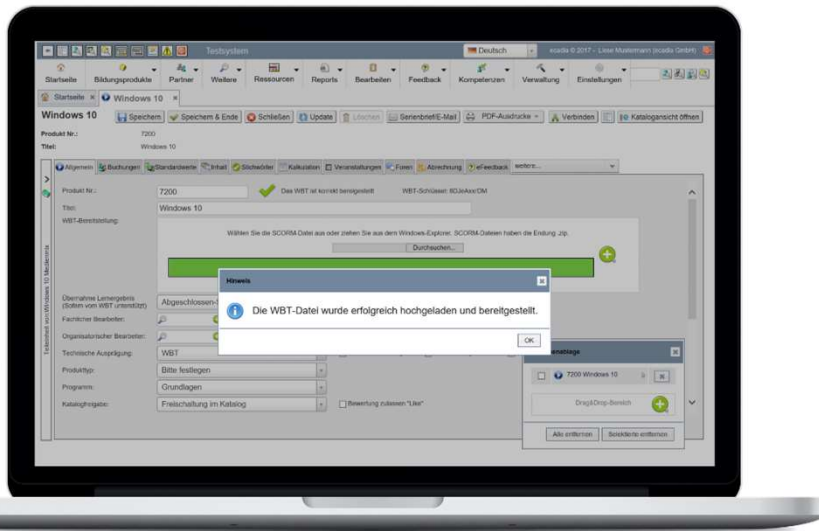 Testsystem Deutsch ecadia © 2017 - Liese Mustermann (ecadia GmbH)
Startseite Bildungsprodukte Partner Weitere Ressourcen Reports Bearbeiten Feedback Kompetenzen Verwaltung Einstellungen
Startseite Windows 10
Windows 10 Speichern Speichern & Ende Schließen Update Löschen Serienbrief/E-Mail PDF-Ausdrucke Verbinden Katalogansicht öffnen
Produkt Nr.: 7200
Titel: Windows 10
Allgemein Buchungen Standardwerte Inhalt Stichwörter Kalkulation Veranstaltungen Foren Abrechnung eFeedback weitere...
Produkt Nr.: 7200 Das WBT ist korrekt bereitgestellt WBT-Schlüssel:
Titel: Windows 10
WBT-Bereitstellung:
Wählen Sie die SCORM-Datei aus oder ziehen Sie aus dem Windows-Explorer. SCORM-Dateien haben die Endung .zip.
Durchsuchen...
Hinweis
Die WBT-Datei wurde erfolgreich hochgeladen und bereitgestellt.
OK
Übernahme Lernergebnis
(Sofern vom WBT unterstützt) Abgeschlossen-
Fachlicher Bearbeiter:
Organisatorischer Bearbeiter:
Technische Ausprägung: WBT
Produkttyp: Bitte festlegen
Programm: Grundlagen
Katalogfreigabe: Freischaltung im Katalog Bewertung zulassen "Like"
7200 Windows 10
Drag&Drop-Bereich
Alle entfernen Selektierte entfernen